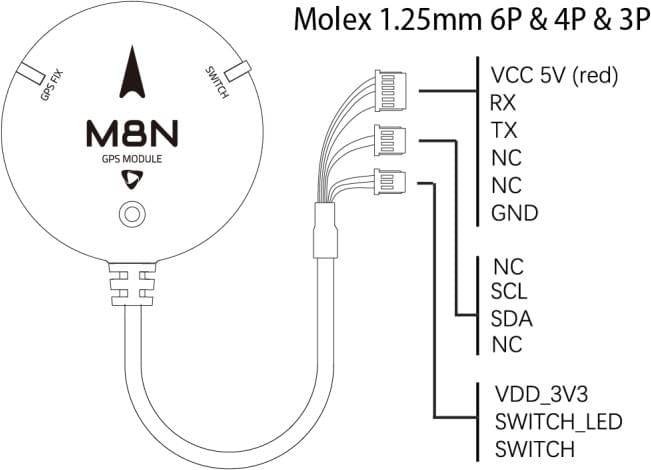 Molex 1.25mm 6P & 4P & 3P
GPS FIX
SWITCH
M8N
GPS MODULE
VCC 5V (red)
RX
TX
NC
NC
GND
NC
SCL
SDA
NC
VDD_3V3
SWITCH_LED
SWITCH